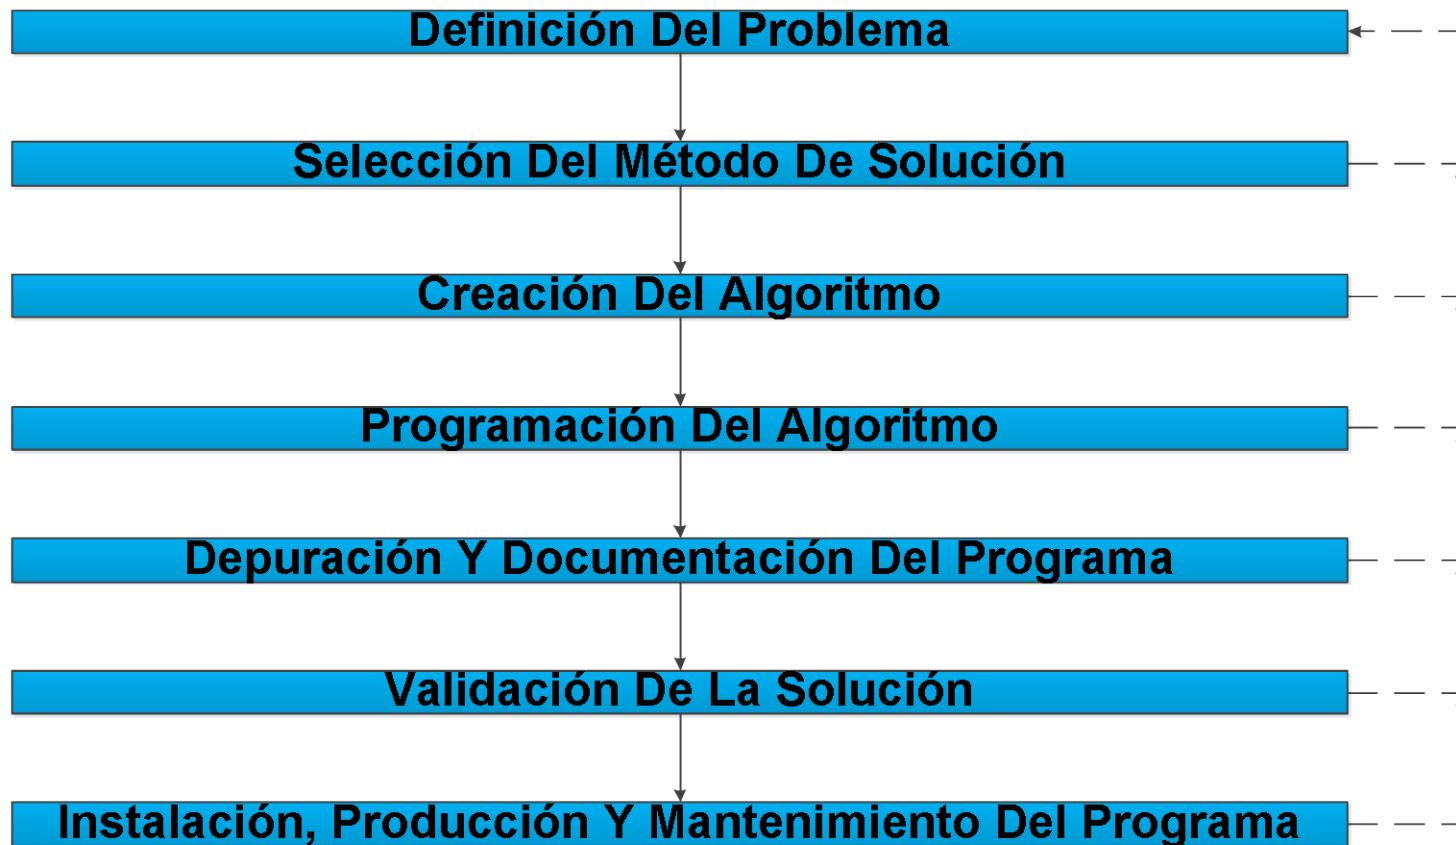 Definición Del Problema
Selección Del Método De Solución
Creación Del Algoritmo
Programación Del Algoritmo
Depuración Y Documentación Del Programa
Validación De La Solución
Instalación, Producción Y Mantenimiento Del Programa